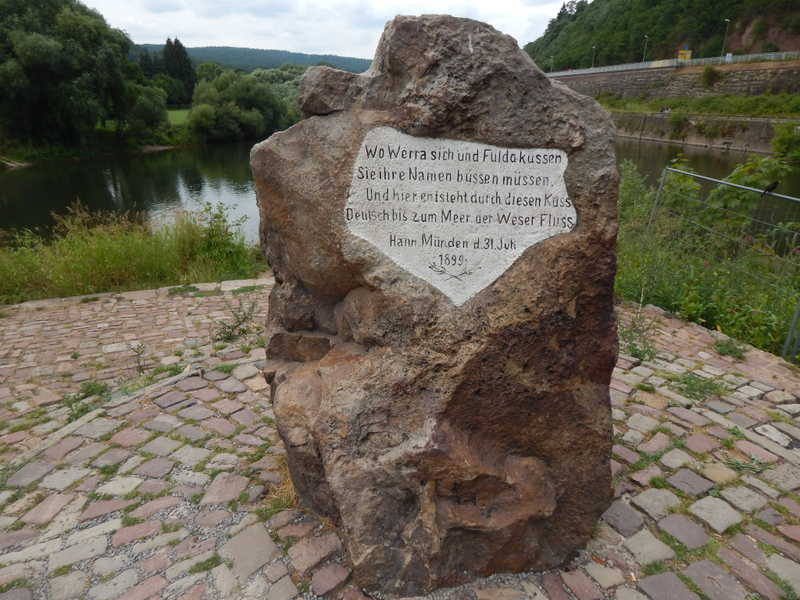 Wo Werra sich und Fulda küssen
Sie ihre Namen büssen müssen,
Und hier entsteht durch diesen Kuss
Deutsch bis zum Meer der Weser Fluss.
Hann. Münden d. 31. Juli
1899.